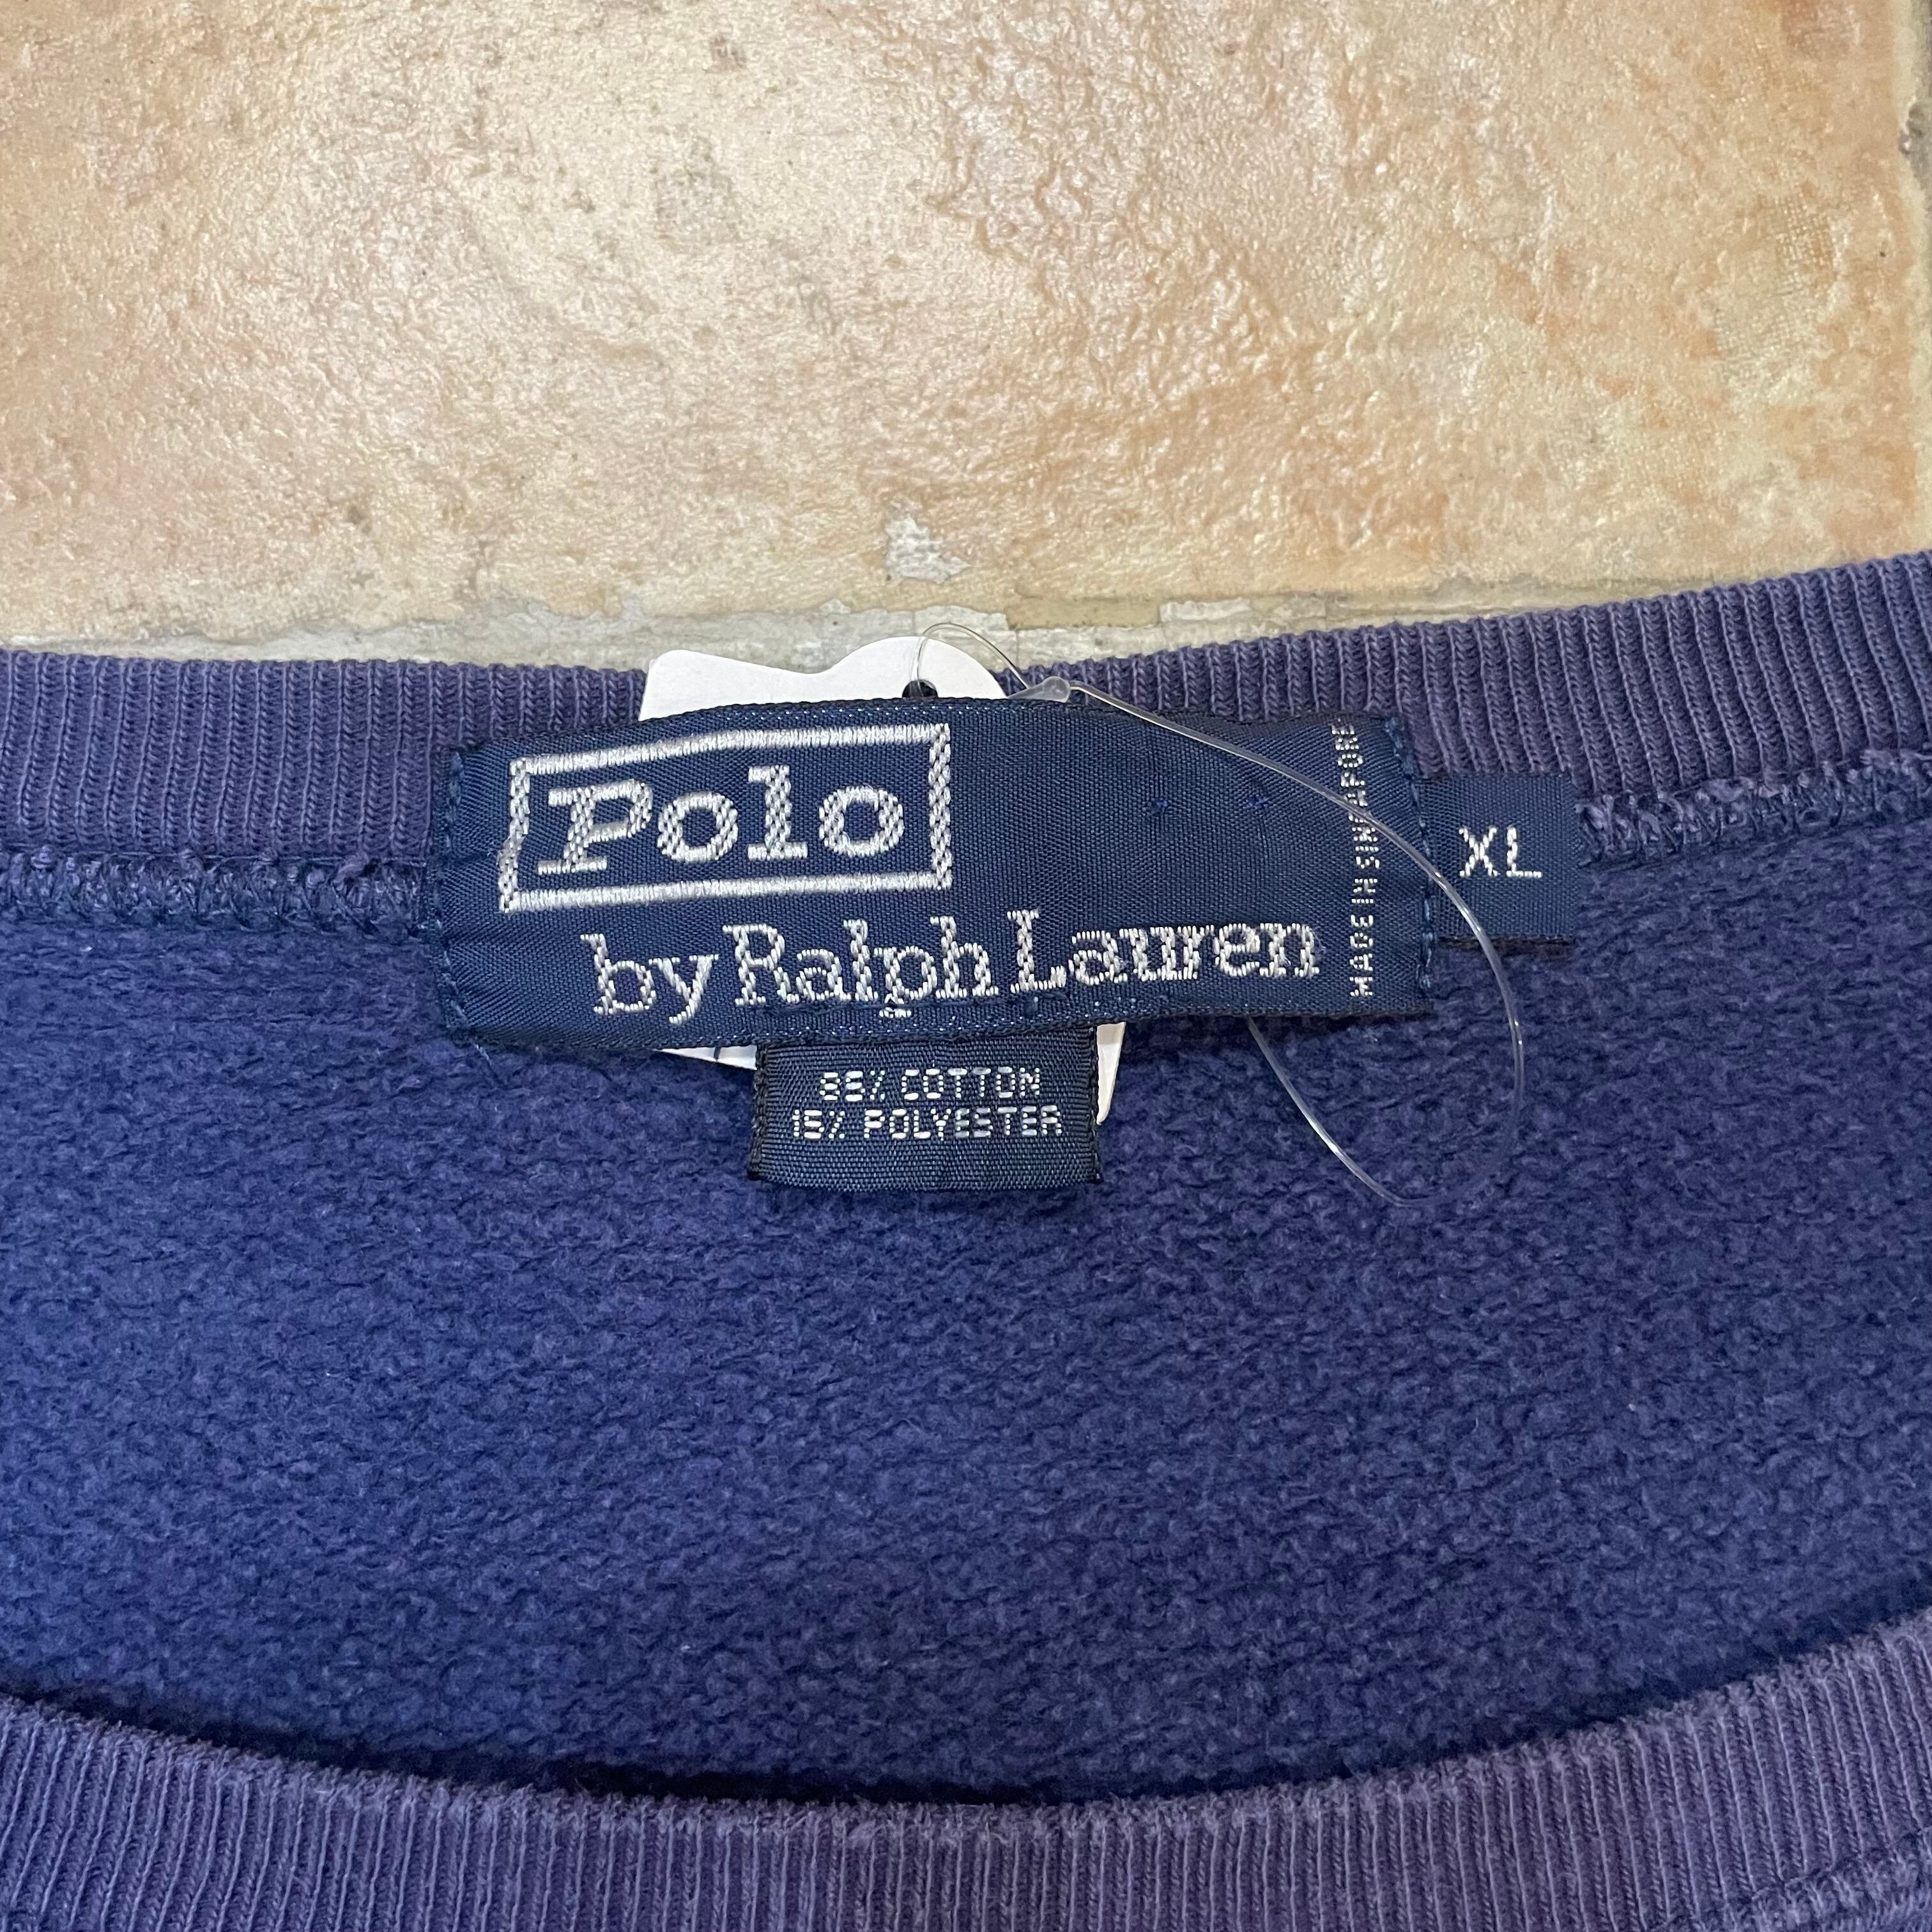 Polo
by Ralph Lauren
MADE IN SINGAPORE
XL
85% COTTON
15% POLYESTER